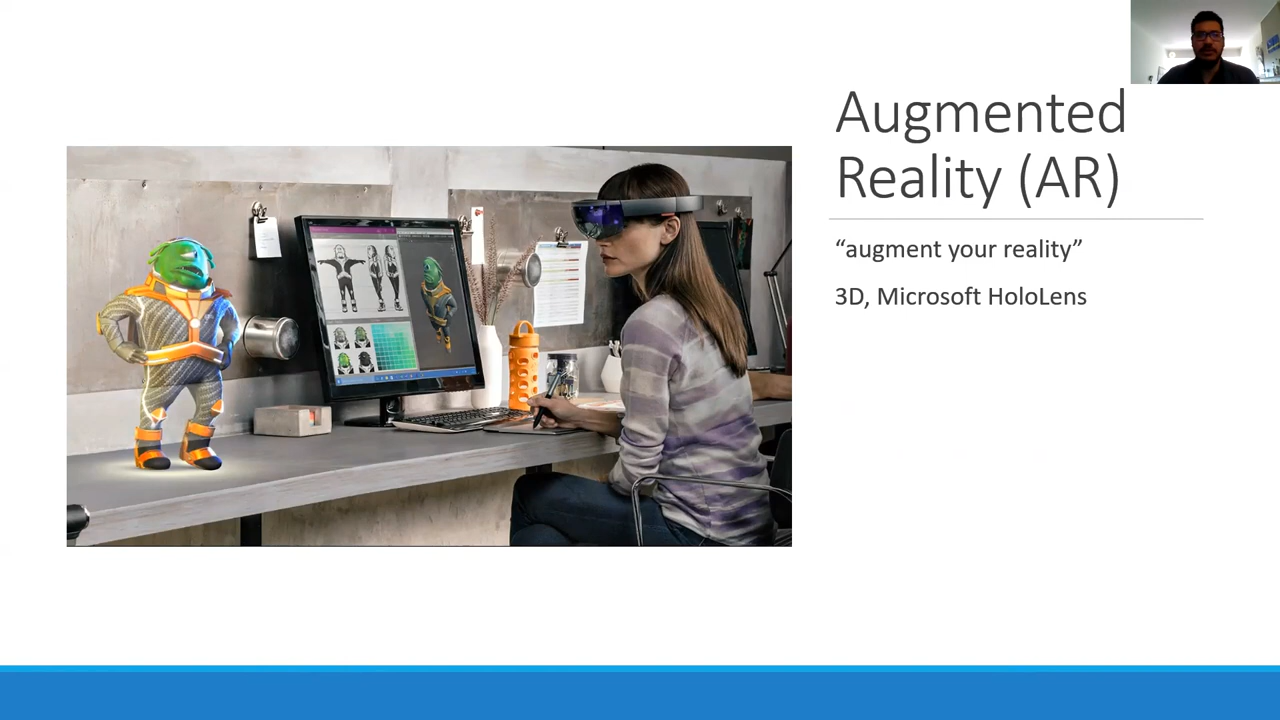 Augmented
Reality (AR)
“augment your reality”
3D, Microsoft HoloLens